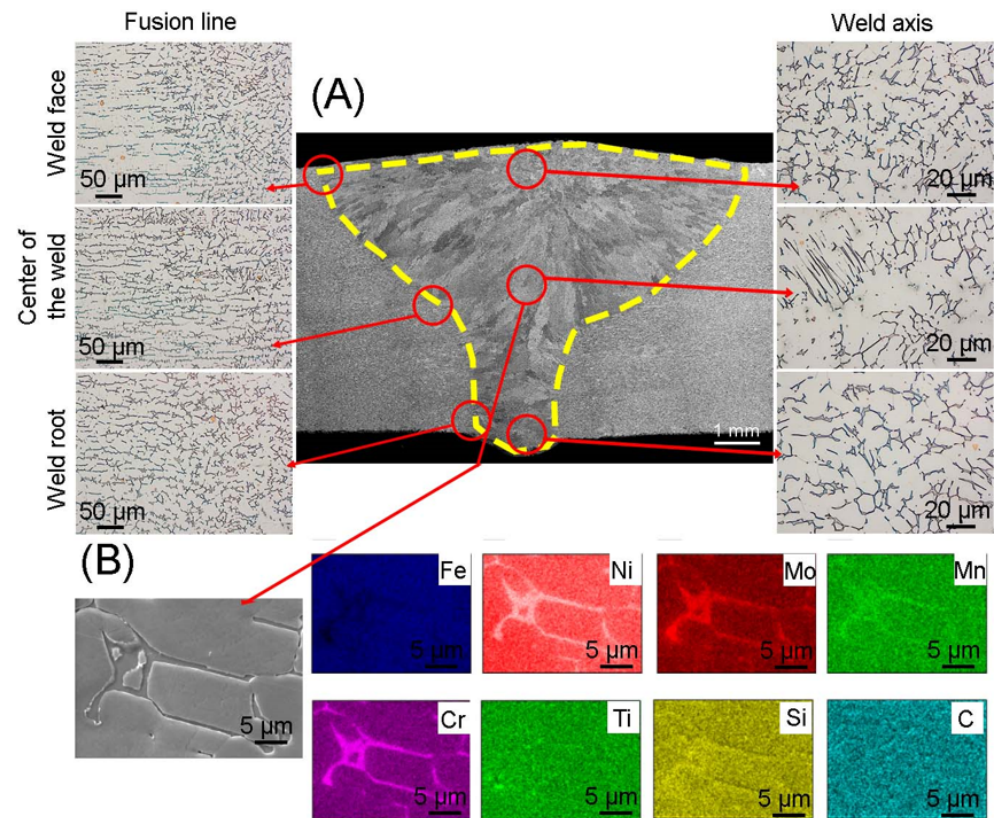 Fusion line
Weld axis
Weld face
50 µm
(A)
20 µm
Center of
the weld
50 µm
20 µm
Weld root
50 µm
1 mm
20 µm
(B)
5 µm
Fe
5 µm
Ni
5 µm
Mo
5 µm
Mn
5 µm
Cr
5 µm
Ti
5 µm
Si
5 µm
C
5 µm